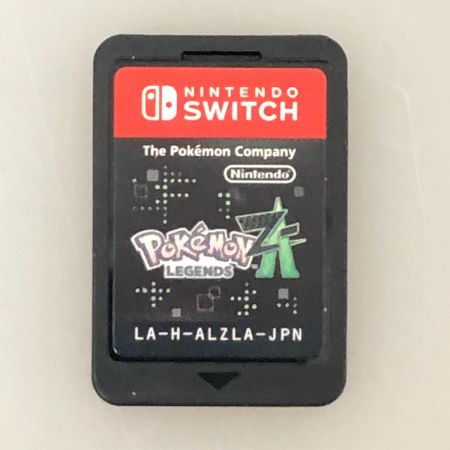 NINTENDO
SWITCH
The Pokémon Company
Nintendo
POKéMON
LEGENDS
Z-A
LA-H-ALZLA-JPN